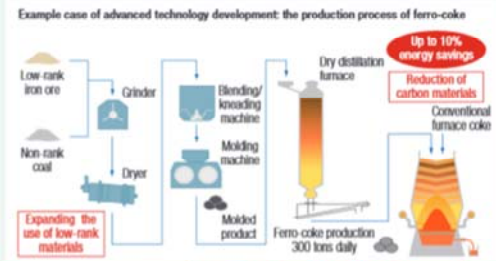 Example case of advanced technology development: the production process of ferro-coke
Up to 10%
energy savings
Reduction of
carbon materials
Low-rank
iron ore
Grinder
Non-rank
coal
Dryer
Expanding the
use of low-rank
materials
Blending/
kneading
machine
Molding
machine
Molded
product
Dry distillation
furnace
Ferro-coke production
300 tons daily
Conventional
furnace coke